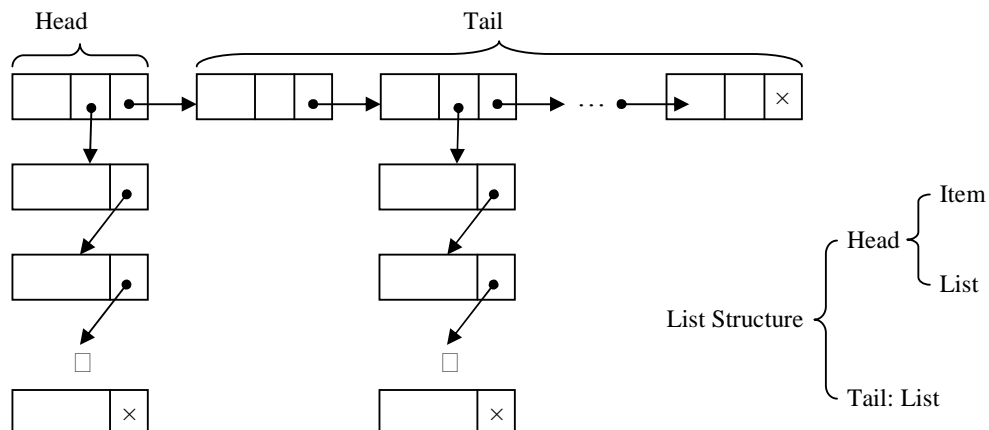 Head
Tail
×
…
Item
Head
List
List Structure
Tail: List
× ×